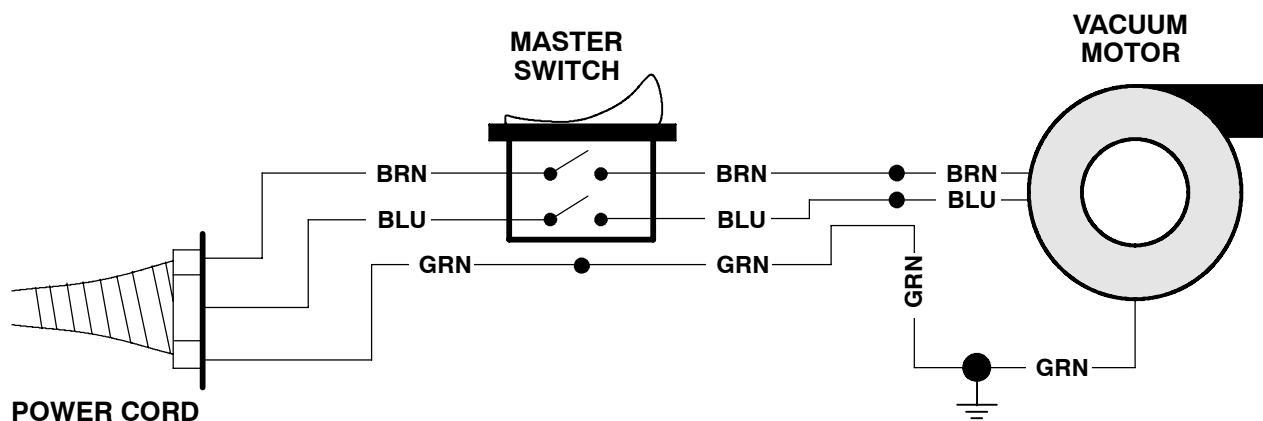 VACUUM
MOTOR
MASTER
SWITCH
BRN
BRN
BRN
BLU
BLU
BLU
GRN
GRN
GRN
GRN
POWER CORD